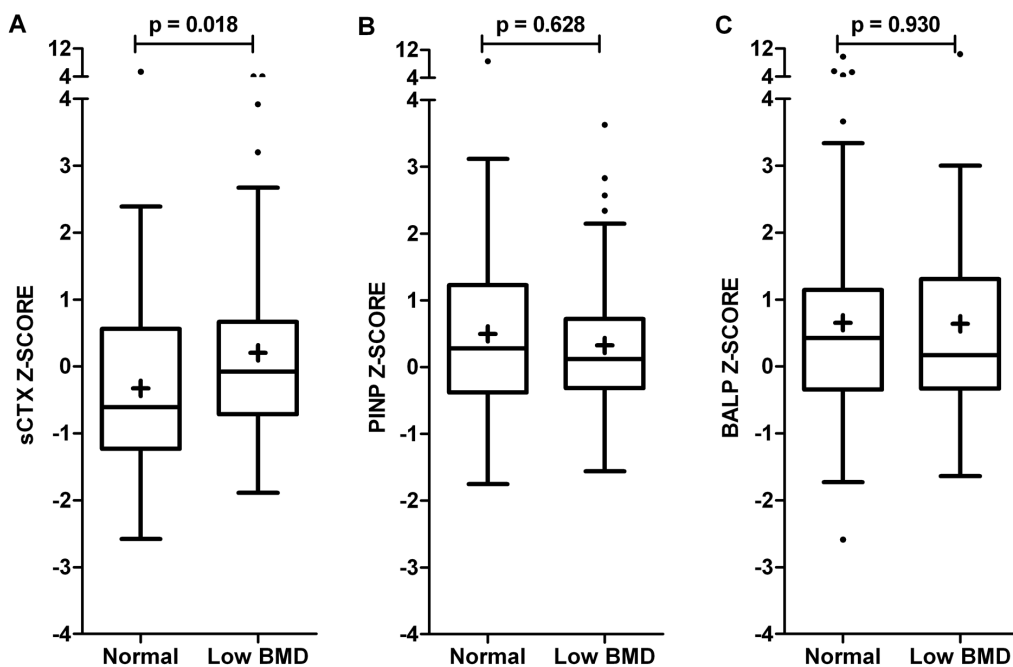 A
p = 0.018
12
4
4
3
2
1
0
-1
-2
-3
-4
sCTX Z-SCORE
Normal
Low BMD
B
p = 0.628
12
4
4
3
2
1
0
-1
-2
-3
-4
PINP Z-SCORE
Normal
Low BMD
C
p = 0.930
12
4
4
3
2
1
0
-1
-2
-3
-4
BALP Z-SCORE
Normal
Low BMD